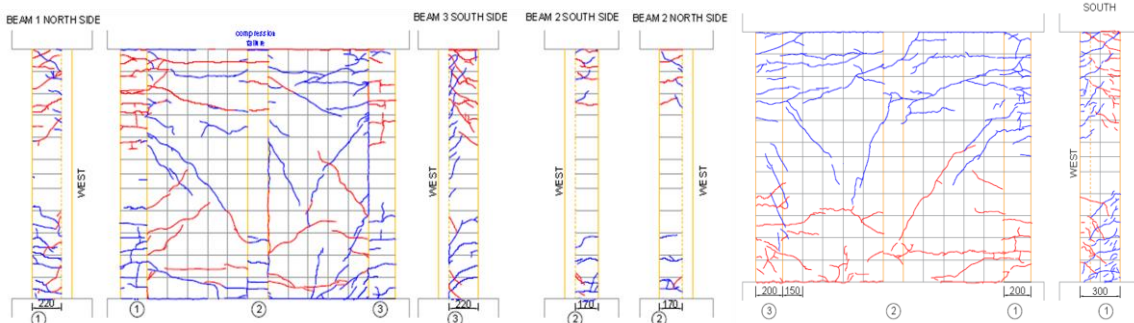 BEAM 1 NORTH SIDE
WEST
220
①
compression
failure
①
②
③
BEAM 3 SOUTH SIDE
WEST
220
③
BEAM 2 SOUTH SIDE
170
②
BEAM 2 NORTH SIDE
WEST
170
②
200
150
200
③
②
①
SOUTH
WEST
300
①